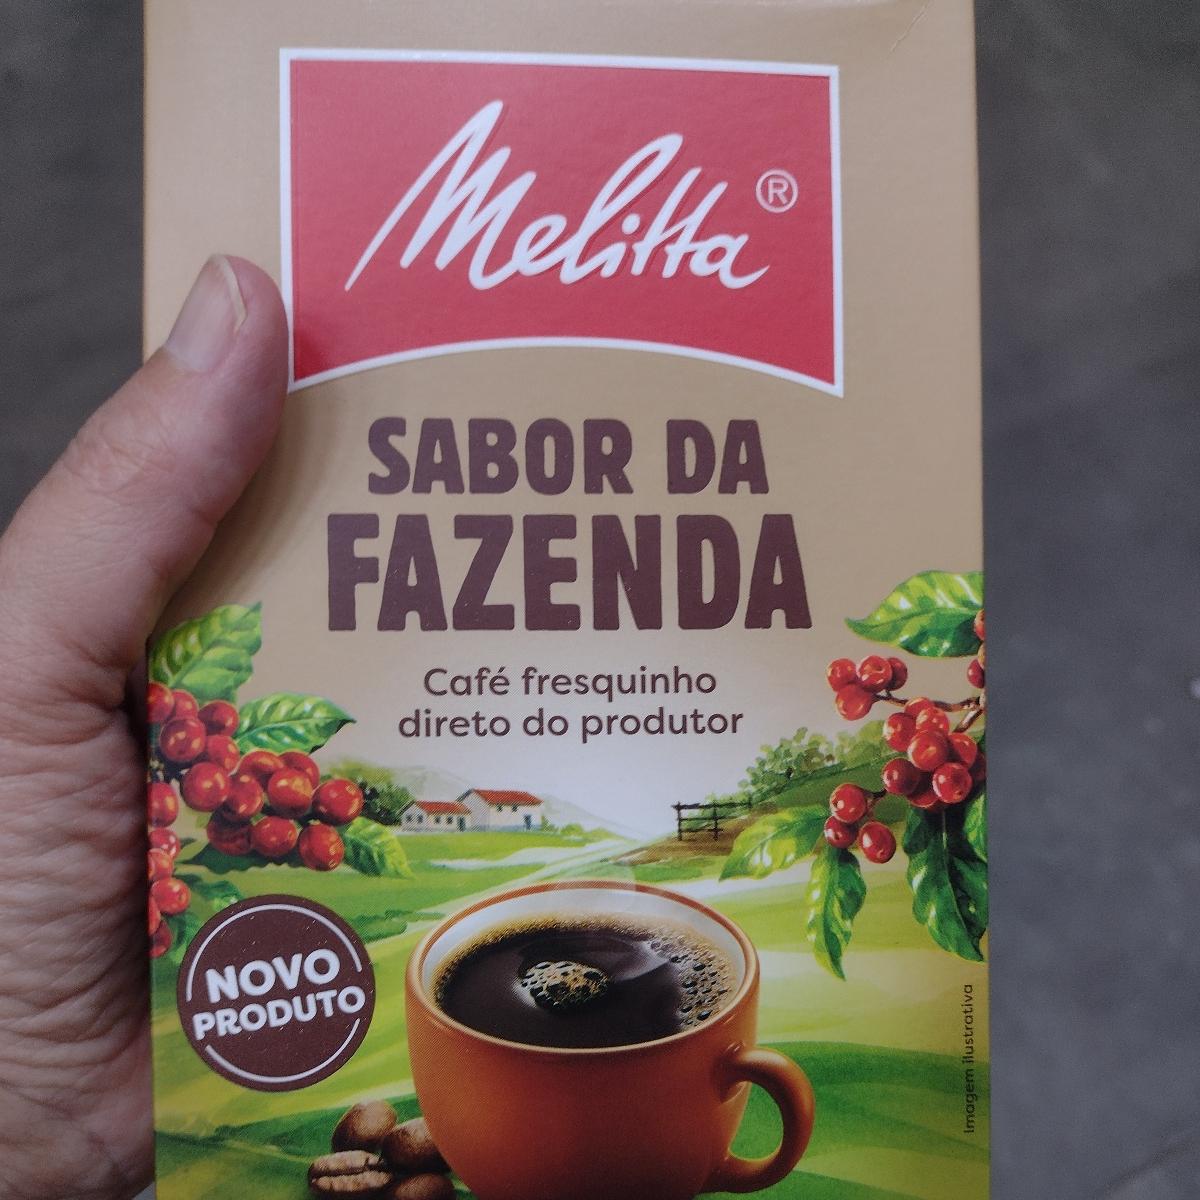 Melitta®
SABOR DA
FAZENDA
Café fresquinho
direto do produtor
NOVO
PRODUTO
Imagem ilustrativa